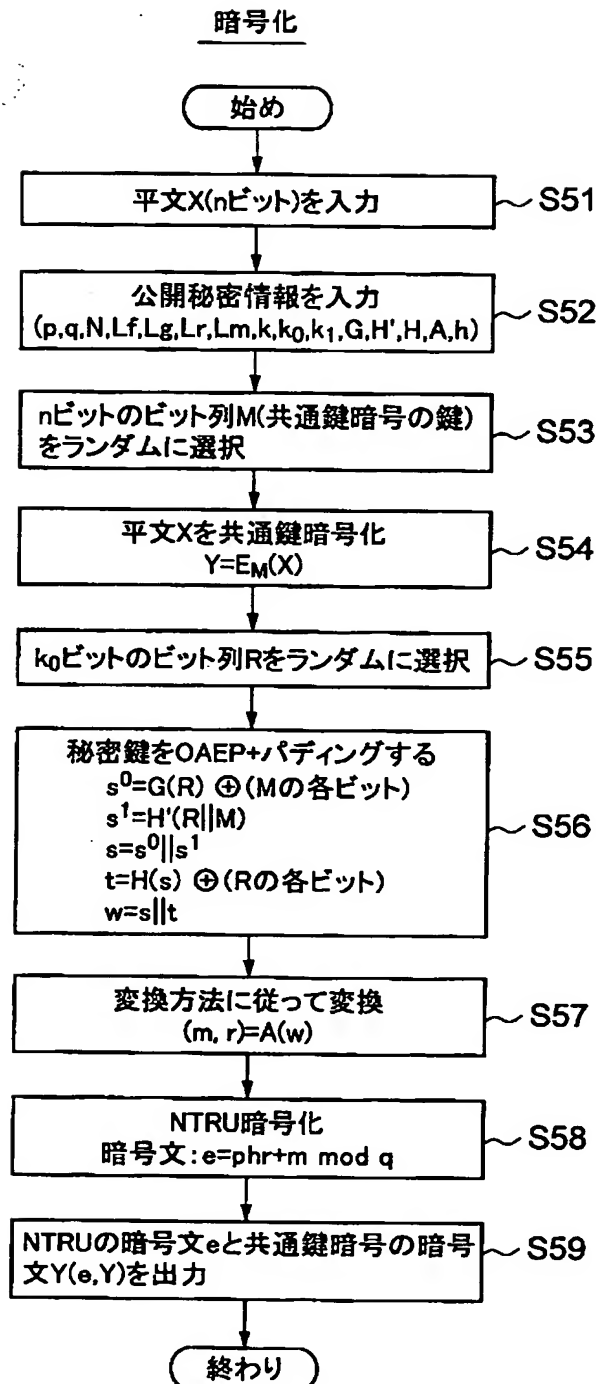 暗号化
始め
平文X(nビット)を入力
S51
公開秘密情報を入力
(p,q,N,Lf,Lg,Lr,Lm,k,k₀,k₁,G,H',H,A,h)
S52
nビットのビット列M(共通鍵暗号の鍵)
をランダムに選択
S53
平文Xを共通鍵暗号化
Y=E_M(X)
S54
k₀ビットのビット列Rをランダムに選択
S55
秘密鍵をOAEP+パディングする
s⁰=G(R) ⊕(Mの各ビット)
s¹=H'(R||M)
s=s⁰||s¹
t=H(s) ⊕(Rの各ビット)
w=s||t
S56
変換方法に従って変換
(m, r)=A(w)
S57
NTRU暗号化
暗号文:e=phr+m mod q
S58
NTRUの暗号文eと共通鍵暗号の暗号
文Y(e,Y)を出力
S59
終わり